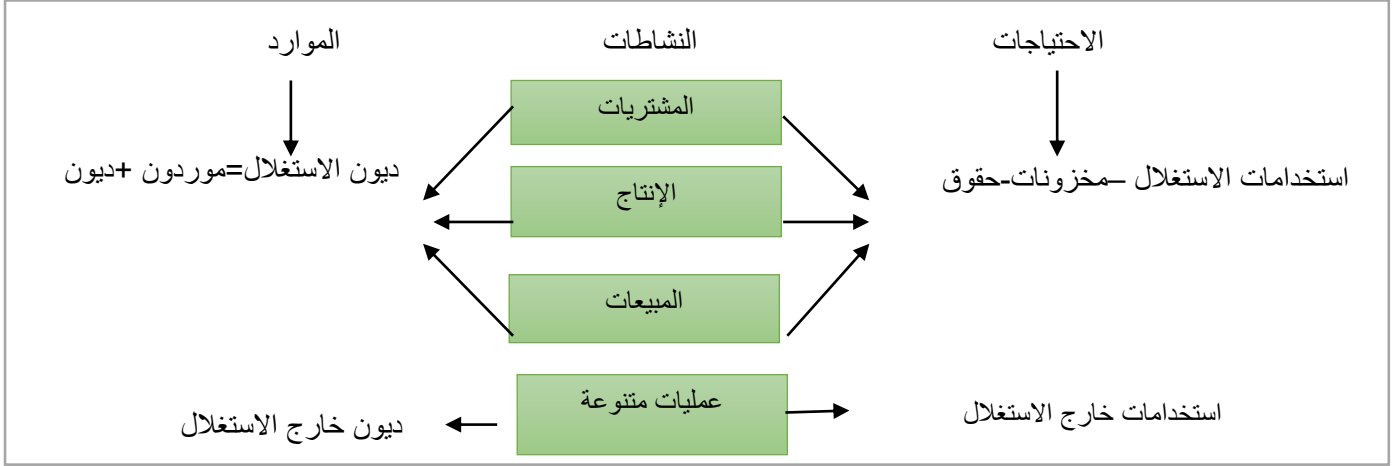 الاحتياجات
النشاطات
الموارد
المشتريات
استخدامات الاستغلال –مخزونات-حقوق
الإنتاج
ديون الاستغلال=موردون +ديون
المبيعات
استخدامات خارج الاستغلال
عمليات متنوعة
ديون خارج الاستغلال